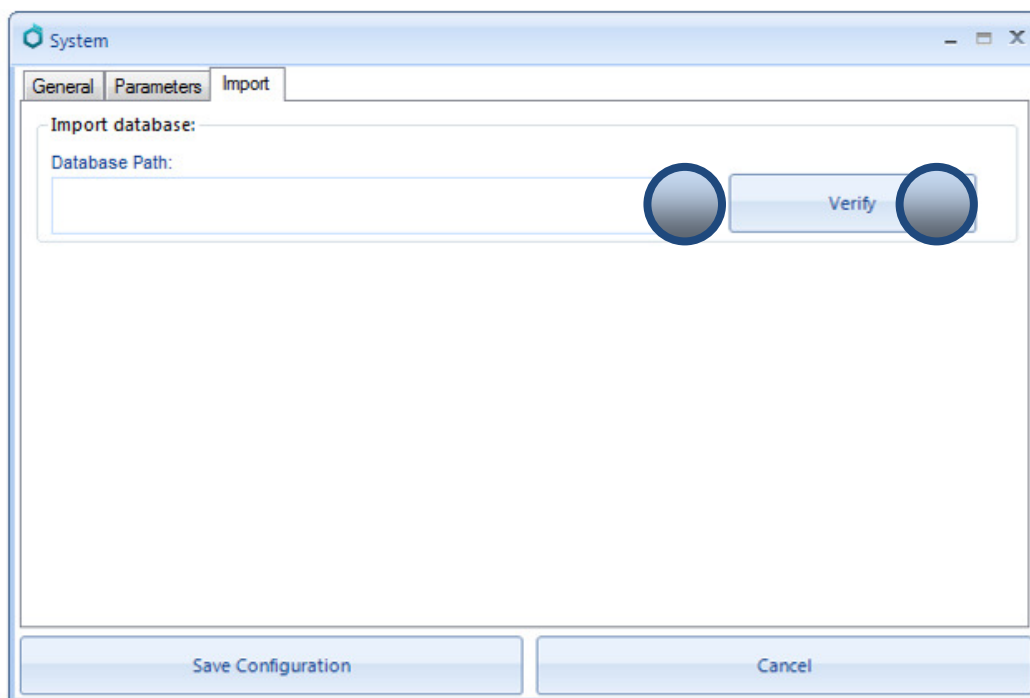 System
General Parameters Import
Import database:
Database Path:
Verify
Save Configuration Cancel